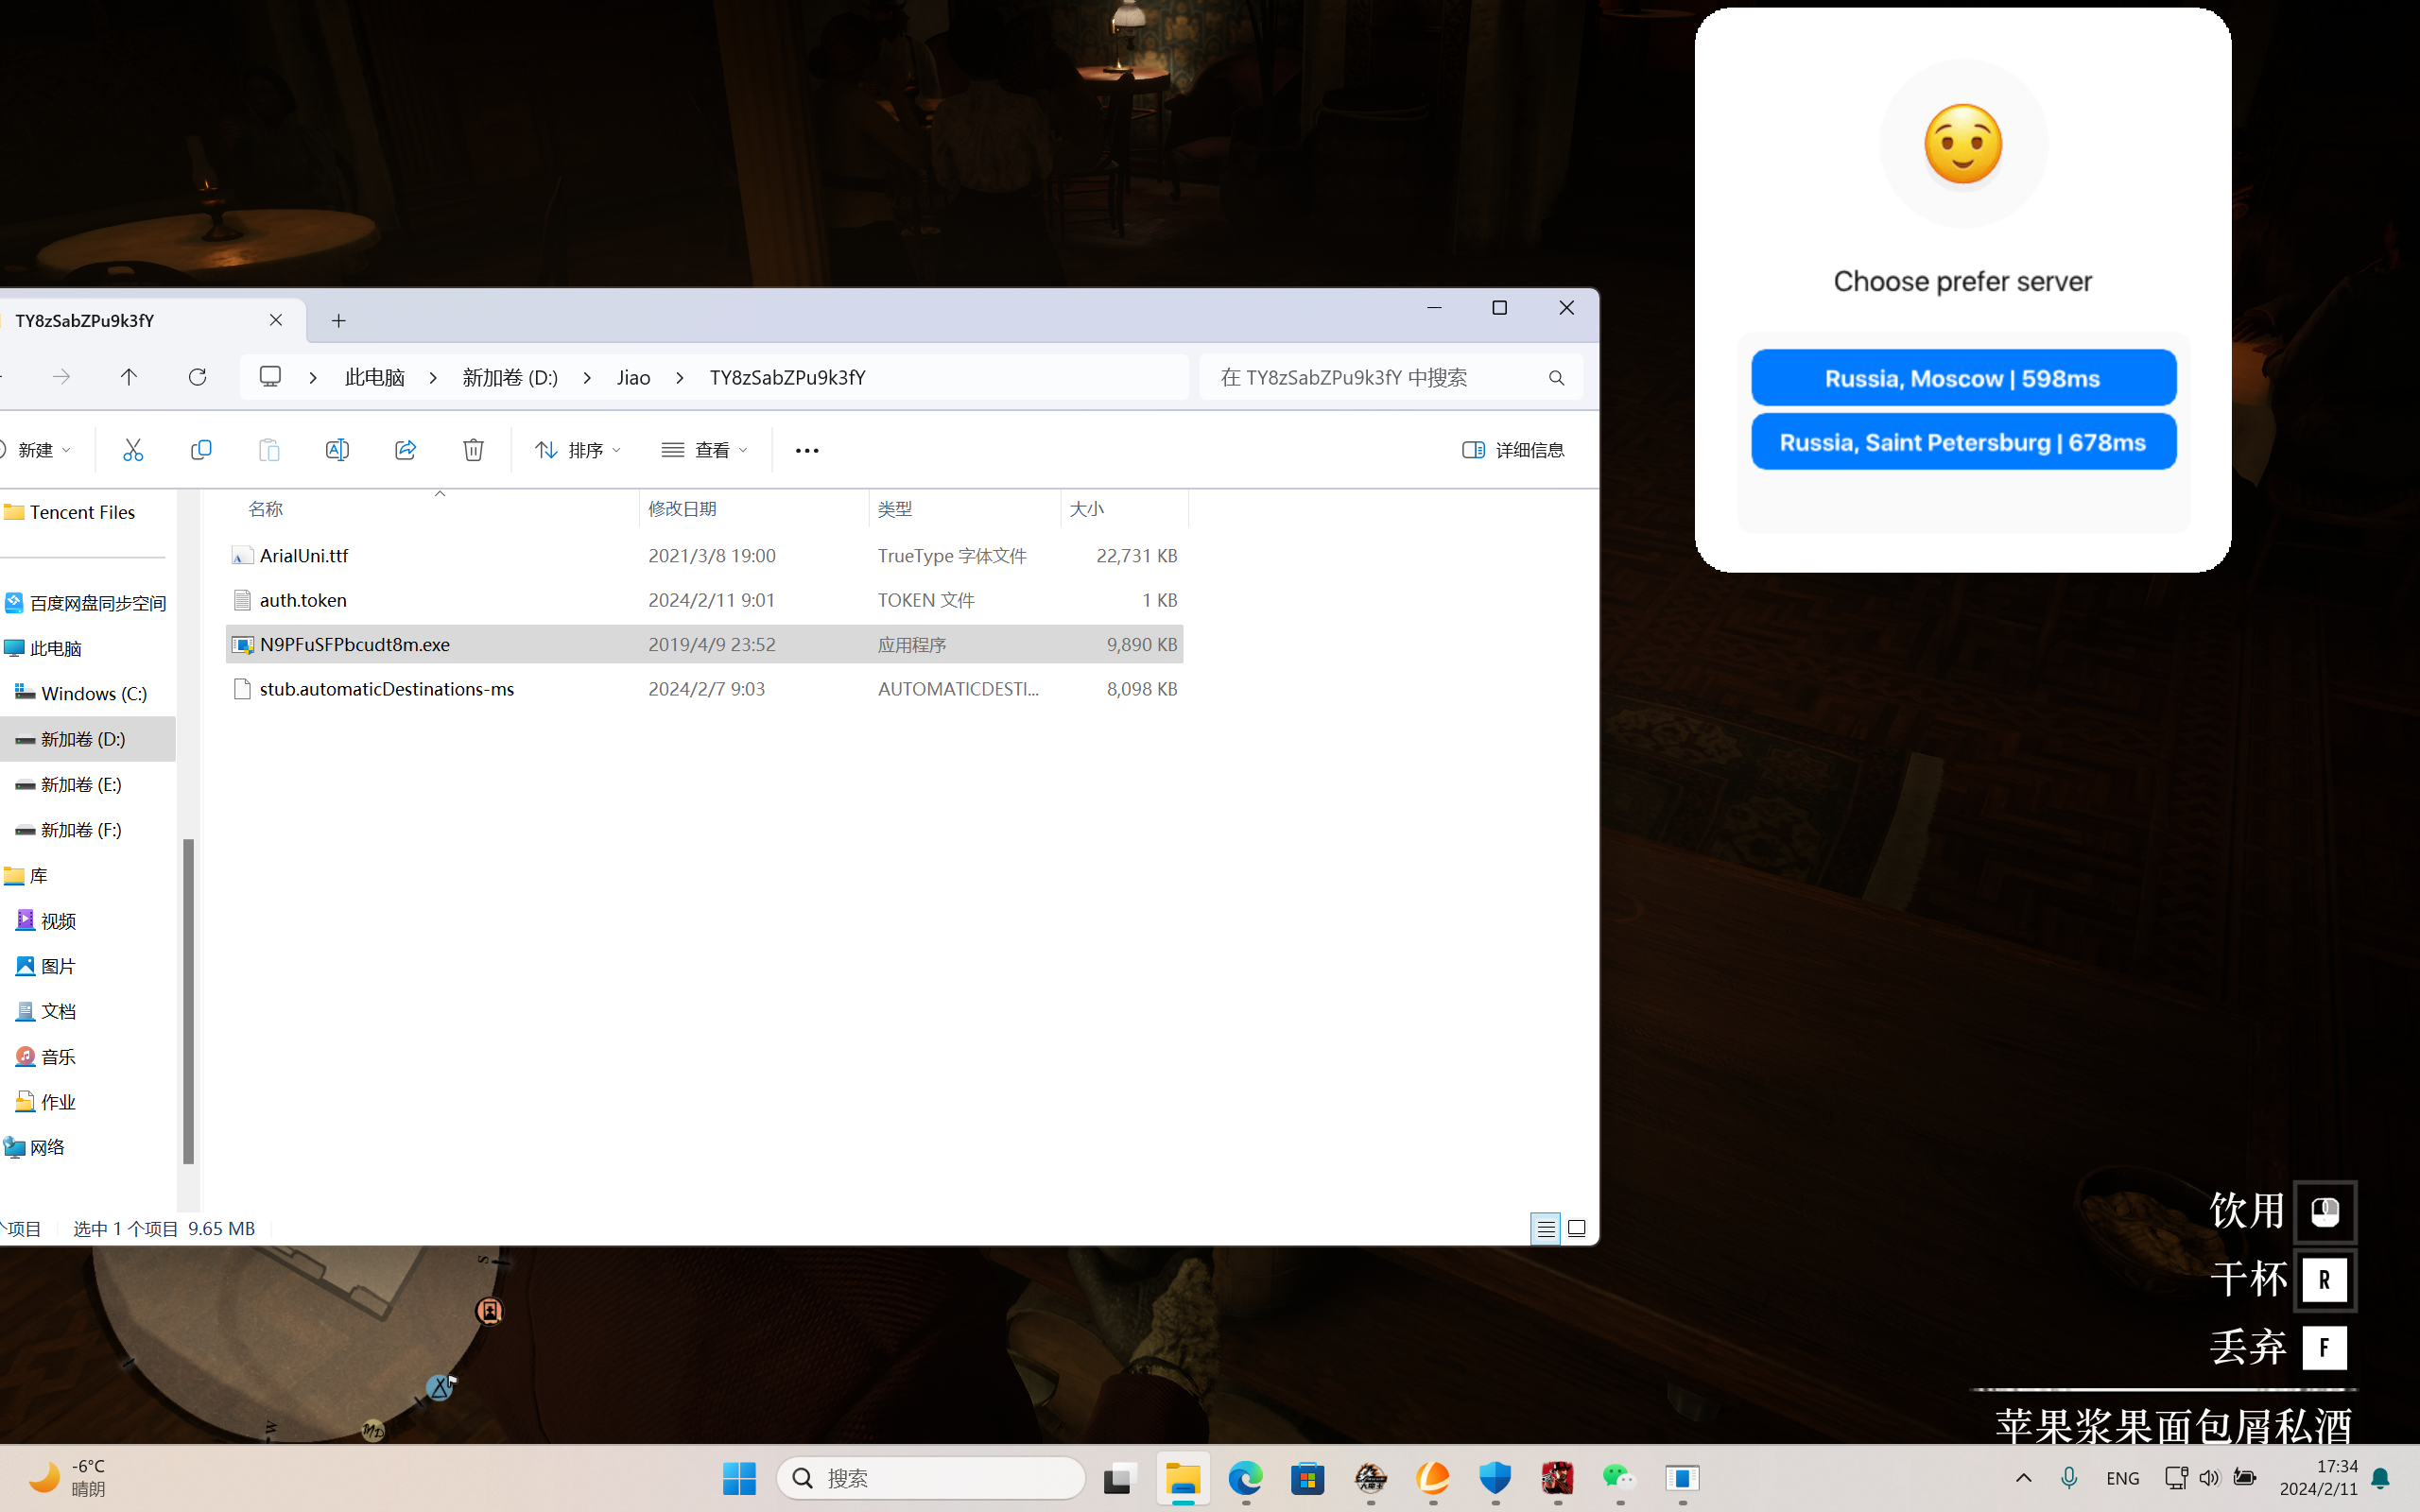 Choose prefer server
Russia, Moscow | 598ms
Russia, Saint Petersburg | 678ms
TY8zSabZPu9k3fY
此电脑 新加卷 (D:) Jiao TY8zSabZPu9k3fY
在 TY8zSabZPu9k3fY 中搜索
新建 排序 查看 详细信息
Tencent Files
百度网盘同步空间
此电脑
Windows (C:)
新加卷 (D:)
新加卷 (E:)
新加卷 (F:)
库
视频
图片
文档
音乐
作业
网络
名称 修改日期 类型 大小
ArialUni.ttf 2021/3/8 19:00 TrueType 字体文件 22,731 KB
auth.token 2024/2/11 9:01 TOKEN 文件 1 KB
N9PFuSFPbcudt8m.exe 2019/4/9 23:52 应用程序 9,890 KB
stub.automaticDestinations-ms 2024/2/7 9:03 AUTOMATICDESTI... 8,098 KB
个项目 选中 1 个项目 9.65 MB
饮用
干杯 R
丢弃 F
苹果浆果面包屑私酒
S
W
MD
-6°C
晴朗
搜索
ENG
17:34
2024/2/11